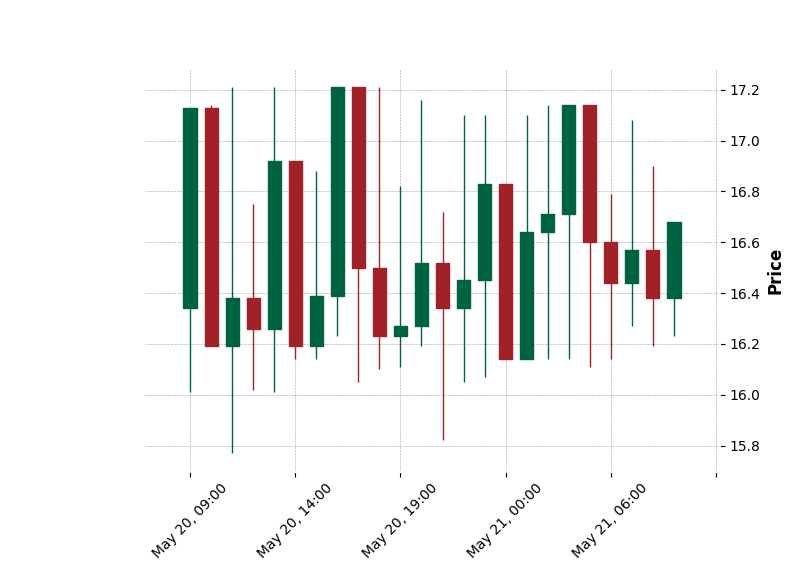 17.2
17.0
16.8
16.6
16.4
16.2
16.0
15.8
Price
May 20, 09:00
May 20, 14:00
May 20, 19:00
May 21, 00:00
May 21, 06:00